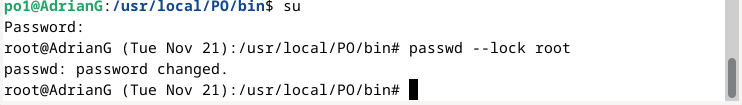 po1@AdrianG:/usr/local/PO/bin$ su
Password:
root@AdrianG (Tue Nov 21):/usr/local/PO/bin# passwd --lock root
passwd: password changed.
root@AdrianG (Tue Nov 21):/usr/local/PO/bin#